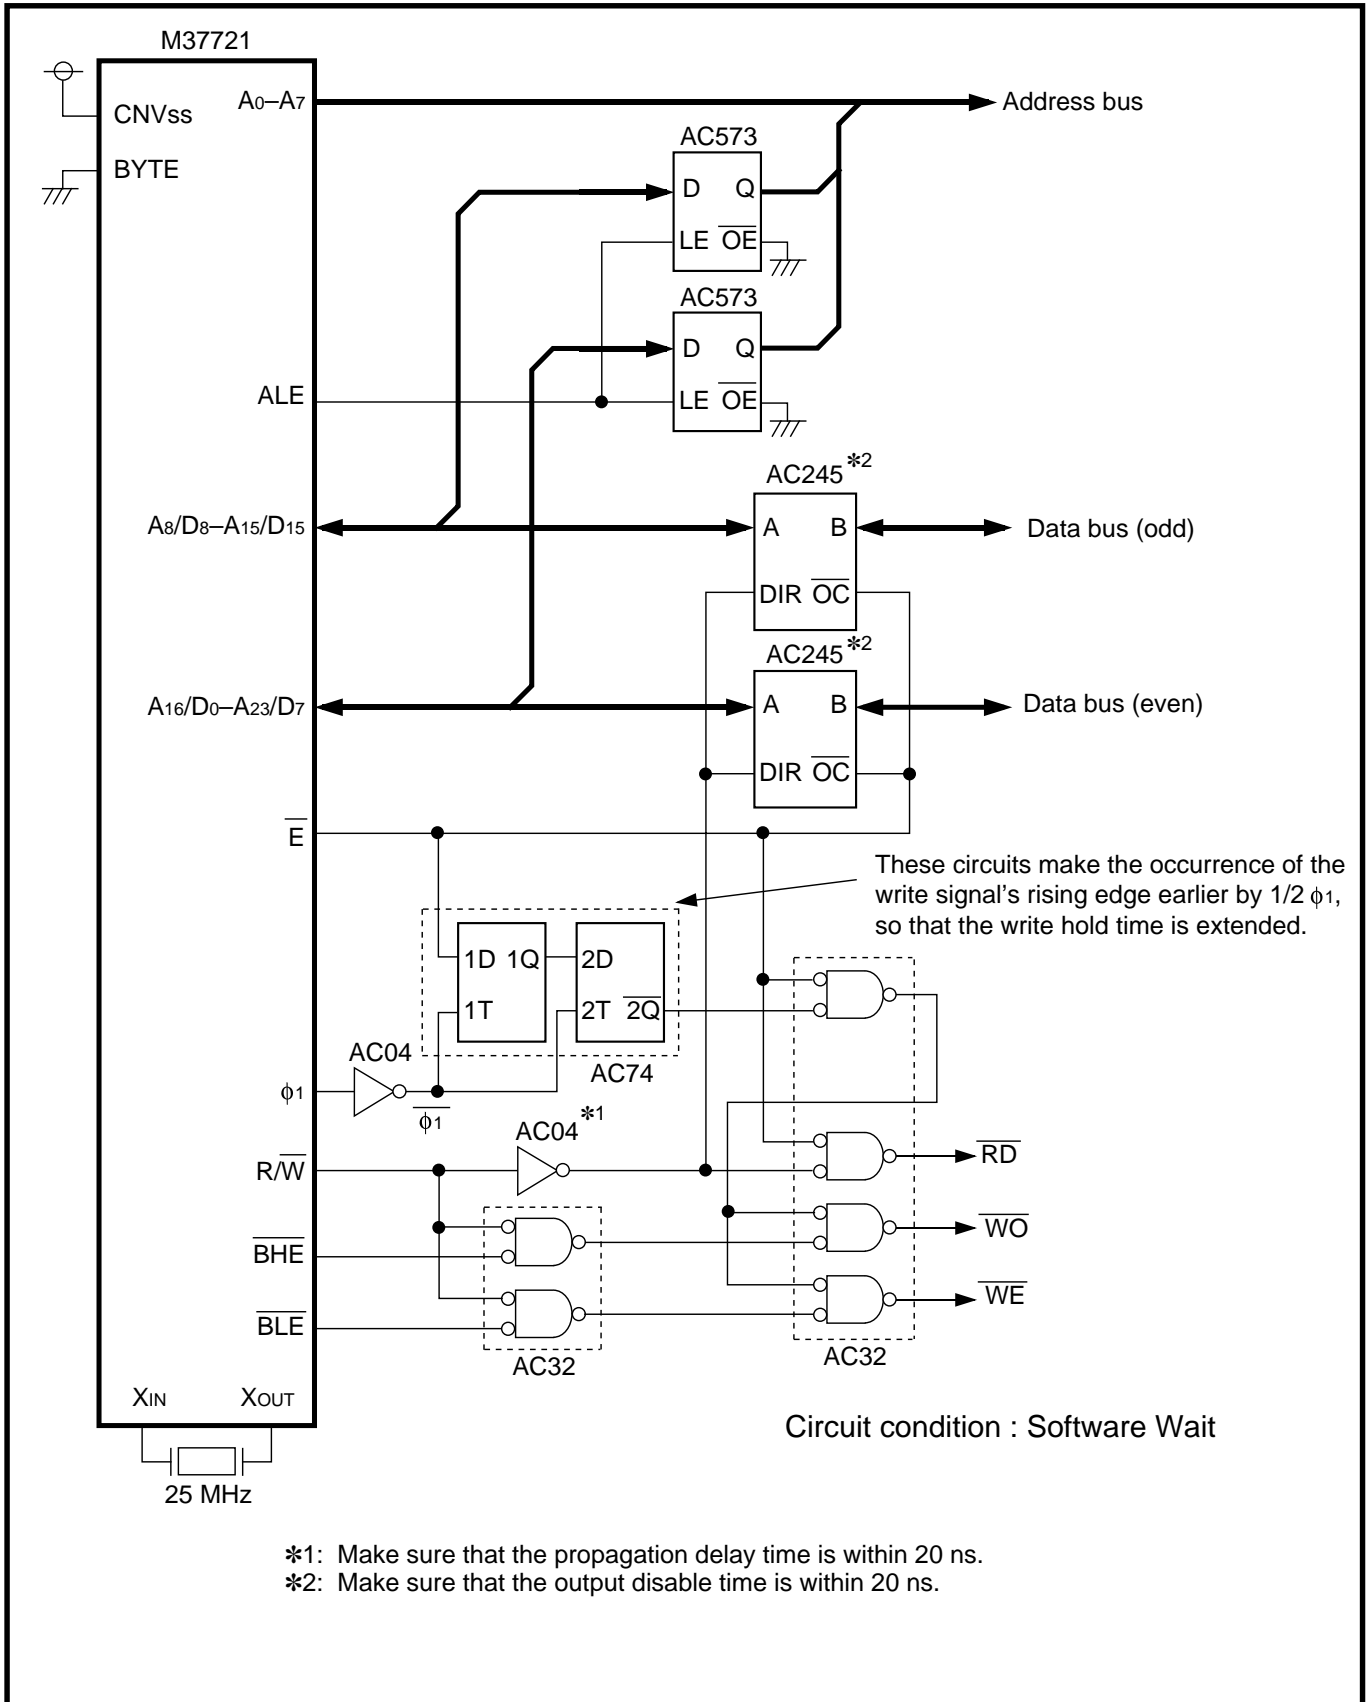 M37721
CNVss
BYTE
A0–A7
Address bus
AC573
D Q
LE OE
AC573
D Q
LE OE
ALE
AC245 ✽2
A8/D8–A15/D15
A B
Data bus (odd)
DIR OC
AC245 ✽2
A16/D0–A23/D7
A B
Data bus (even)
DIR OC
E
These circuits make the occurrence of the
write signal's rising edge earlier by 1/2 ϕ1,
so that the write hold time is extended.
1D 1Q
2D
1T
2T 2Q
AC04
AC74
ϕ1
ϕ1
AC04 ✽1
R/W
RD
BHE
WO
BLE
WE
AC32
AC32
XIN
XOUT
Circuit condition : Software Wait
25 MHz
✽1: Make sure that the propagation delay time is within 20 ns.
✽2: Make sure that the output disable time is within 20 ns.